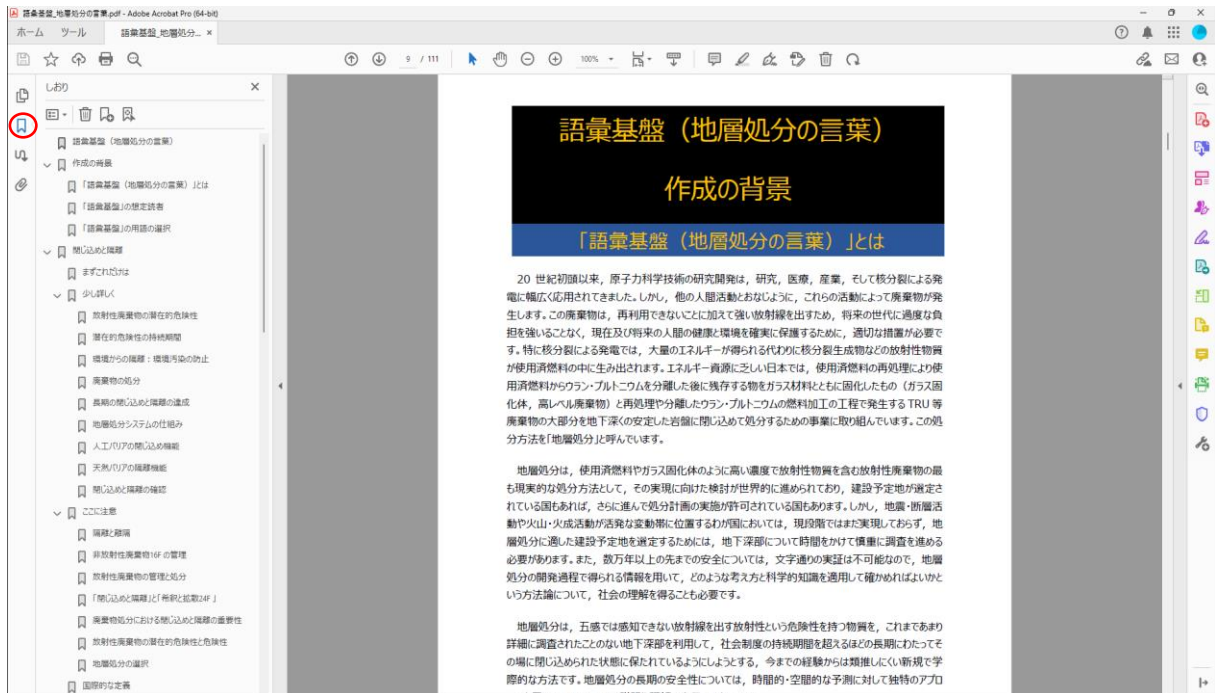 語彙基盤_地層処分の言葉.pdf - Adobe Acrobat Pro (64-bit)
ホーム ツール 語彙基盤_地層処分... ×
9 / 111 100%
しおり ×
語彙基盤（地層処分の言葉）
作成の背景
「語彙基盤（地層処分の言葉）」とは
「語彙基盤」の想定読者
「語彙基盤」の用語の選択
閉じ込めと隔離
まずこれだけは
少し詳しく
放射性廃棄物の潜在的危険性
潜在的危険性の持続期間
環境からの隔離：環境汚染の防止
廃棄物の処分
長期の閉じ込めと隔離の達成
地層処分システムの仕組み
人工バリアの閉じ込め機能
天然バリアの隔離機能
閉じ込めと隔離の確認
ここに注意
隔離と離隔
非放射性廃棄物16F の管理
放射性廃棄物の管理と処分
「閉じ込めと隔離」と「希釈と拡散24F 」
廃棄物処分における閉じ込めと隔離の重要性
放射性廃棄物の潜在的危険性と危険性
地層処分の選択
国際的な定義
語彙基盤（地層処分の言葉）
作成の背景
「語彙基盤（地層処分の言葉）」とは
20 世紀初頭以来，原子力科学技術の研究開発は，研究，医療，産業，そして核分裂による発
電に幅広く応用されてきました。しかし，他の人間活動とおなじように，これらの活動によって廃棄物が発
生します。この廃棄物は，再利用できないことに加えて強い放射線を出すため，将来の世代に過度な負
担を強いることなく，現在及び将来の人間の健康と環境を確実に保護するために，適切な措置が必要で
す。特に核分裂による発電では，大量のエネルギーが得られる代わりに核分裂生成物などの放射性物質
が使用済燃料の中に生み出されます。エネルギー資源に乏しい日本では，使用済燃料の再処理により使
用済燃料からウラン・プルトニウムを分離した後に残存する物をガラス材料とともに固化したもの（ガラス固
化体，高レベル廃棄物）と再処理や分離したウラン・プルトニウムの燃料加工の工程で発生する TRU 等
廃棄物の大部分を地下深くの安定した岩盤に閉じ込めて処分するための事業に取り組んでいます。この処
分方法を「地層処分」と呼んでいます。
地層処分は，使用済燃料やガラス固化体のように高い濃度で放射性物質を含む放射性廃棄物の最
も現実的な処分方法として，その実現に向けた検討が世界的に進められており，建設予定地が選定さ
れている国もあれば，さらに進んで処分計画の実施が許可されている国もあります。しかし，地震・断層活
動や火山・火成活動が活発な変動帯に位置するわが国においては，現段階ではまだ実現しておらず，地
層処分に適した建設予定地を選定するためには，地下深部について時間をかけて慎重に調査を進める
必要があります。また，数万年以上の先までの安全については，文字通りの実証は不可能なので，地層
処分の開発過程で得られる情報を用いて，どのような考え方と科学的知識を適用して確かめればよいかと
いう方法論について，社会の理解を得ることも必要です。
地層処分は，五感では感知できない放射線を出す放射性という危険性を持つ物質を，これまであまり
詳細に調査されたことのない地下深部を利用して，社会制度の持続期間を超えるほどの長期にわたってそ
の場に閉じ込められた状態に保たれているようにしようとする，今までの経験からは類推しにくい新規で学
際的な方法です。地層処分の長期の安全性については，時間的・空間的な予測に対して独特のアプロ